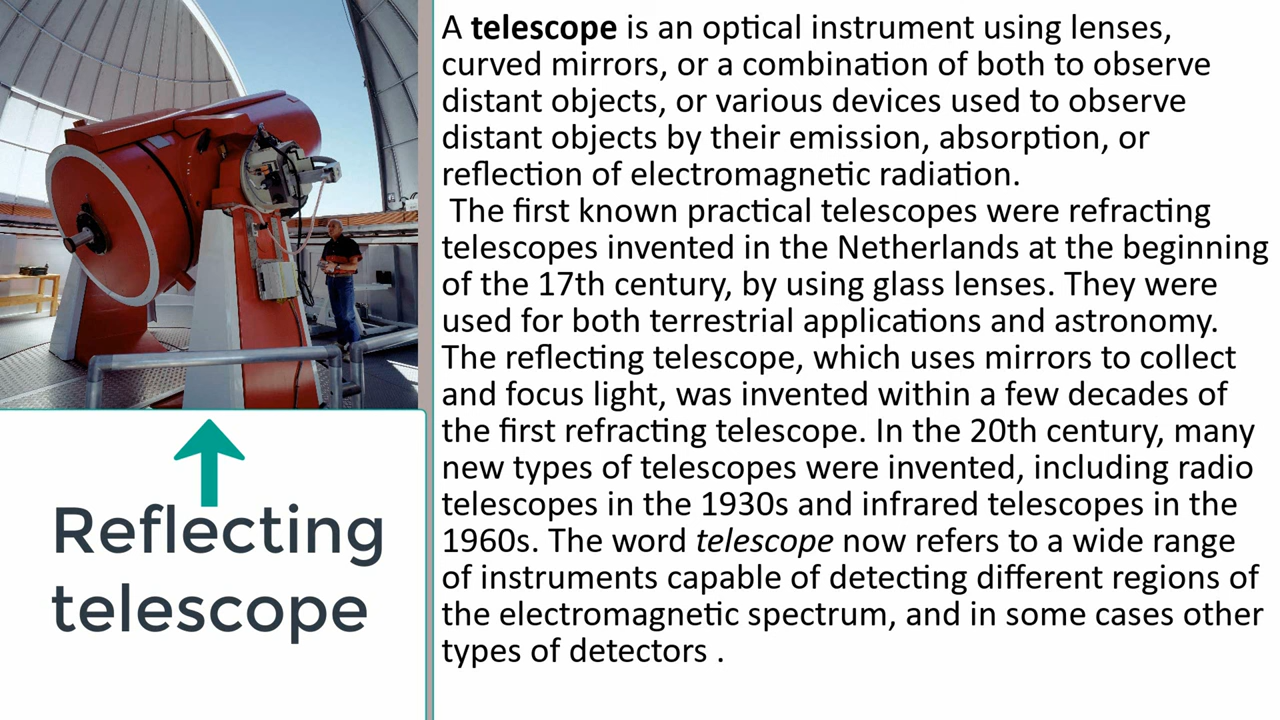 A telescope is an optical instrument using lenses,
curved mirrors, or a combination of both to observe
distant objects, or various devices used to observe
distant objects by their emission, absorption, or
reflection of electromagnetic radiation.
The first known practical telescopes were refracting
telescopes invented in the Netherlands at the beginning
of the 17th century, by using glass lenses. They were
used for both terrestrial applications and astronomy.
The reflecting telescope, which uses mirrors to collect
and focus light, was invented within a few decades of
the first refracting telescope. In the 20th century, many
new types of telescopes were invented, including radio
telescopes in the 1930s and infrared telescopes in the
1960s. The word telescope now refers to a wide range
of instruments capable of detecting different regions of
the electromagnetic spectrum, and in some cases other
types of detectors .
Reflecting
telescope